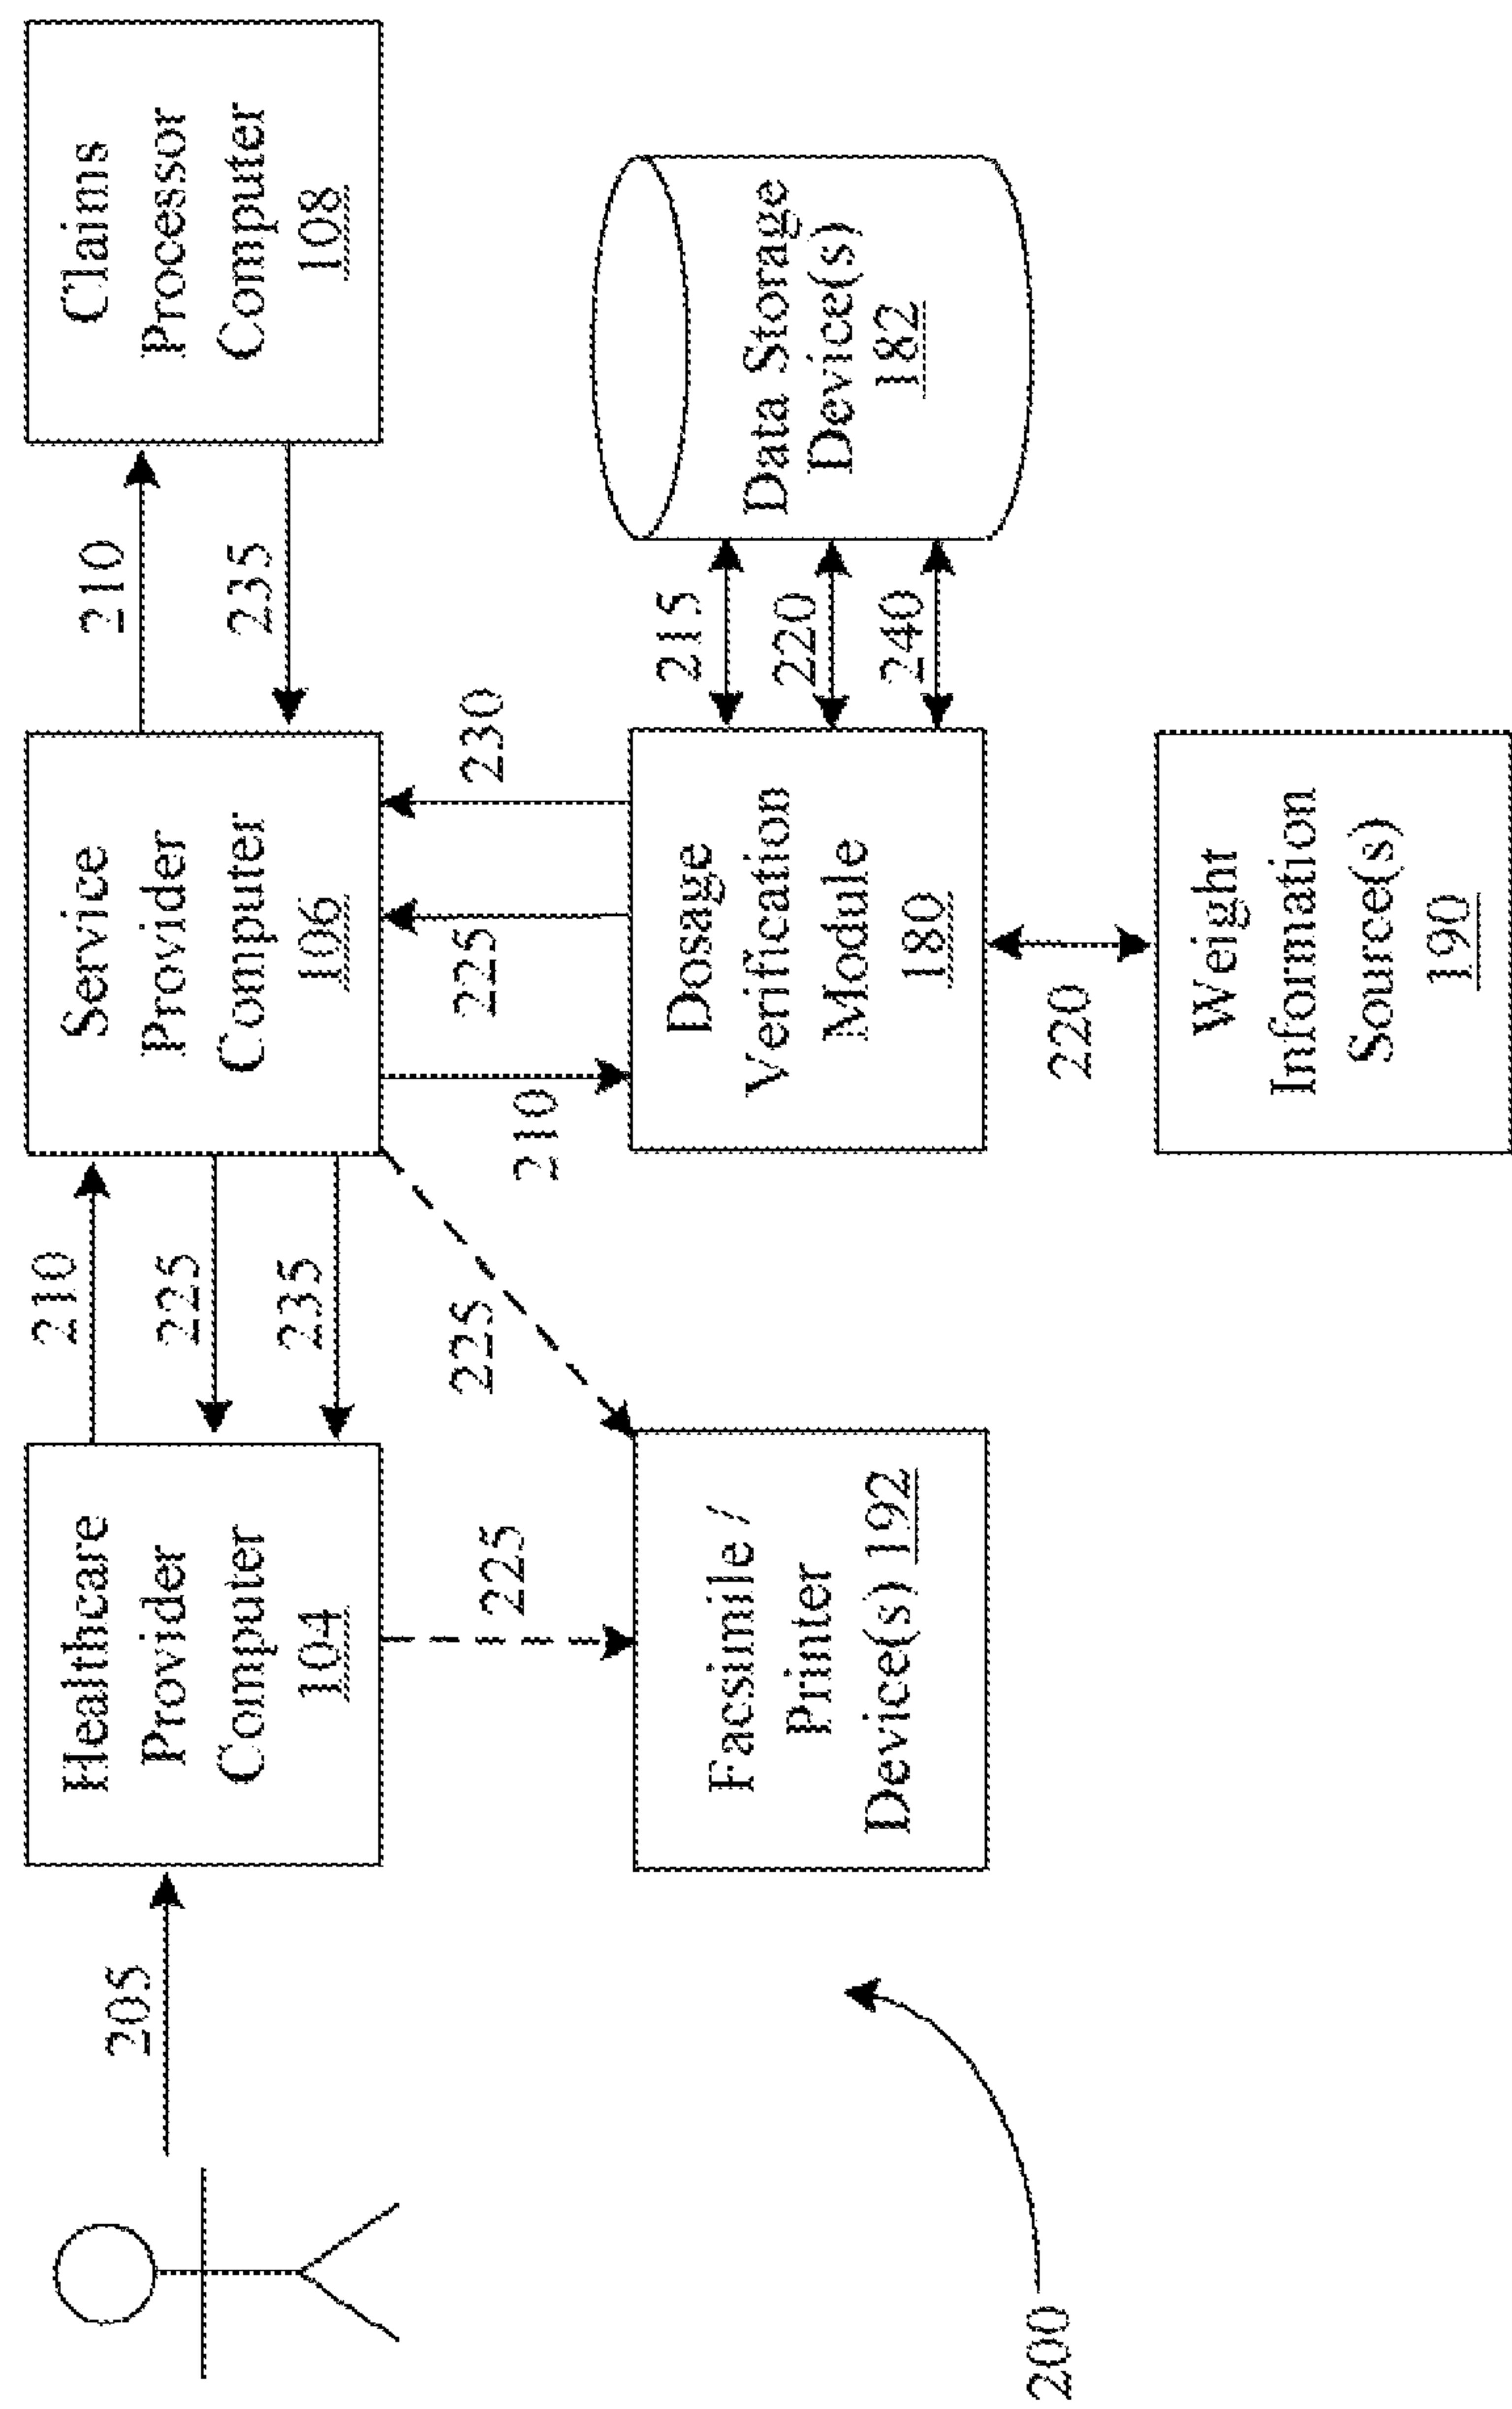 205
Healthcare
Provider
Computer
104
210
225
235
Service
Provider
Computer
106
210
235
Claims
Processor
Computer
108
225
225
210
225
230
Facsimile /
Printer
Device(s) 192
Dosage
Verification
Module
180
215
220
240
Data Storage
Device(s)
182
220
Weight
Information
Source(s)
190
200